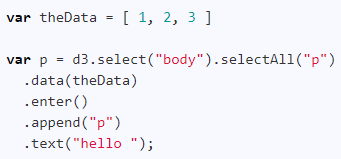 var theData = [ 1, 2, 3 ]
var p = d3.select("body").selectAll("p")
.data(theData)
.enter()
.append("p")
.text("hello ");